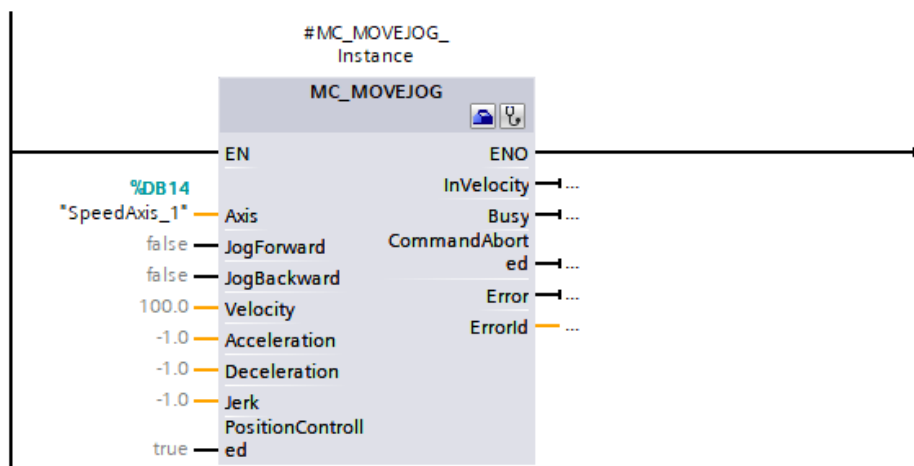 #MC_MOVEJOG_
Instance
MC_MOVEJOG
EN ENO
%DB14 InVelocity ...
"SpeedAxis_1" Axis Busy ...
false JogForward CommandAbort
ed ...
false JogBackward
100.0 Velocity Error ...
-1.0 Acceleration ErrorId ...
-1.0 Deceleration
-1.0 Jerk
PositionControll
true ed